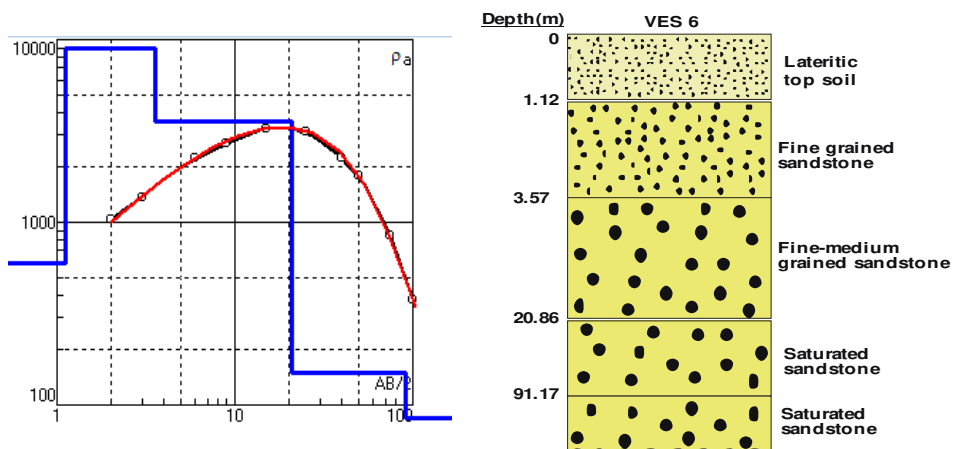 10000
Pa
1000
100
AB/2
1
10
100
Depth(m)
VES 6
0
Lateritic
top soil
1.12
Fine grained
sandstone
3.57
Fine-medium
grained sandstone
20.86
Saturated
sandstone
91.17
Saturated
sandstone